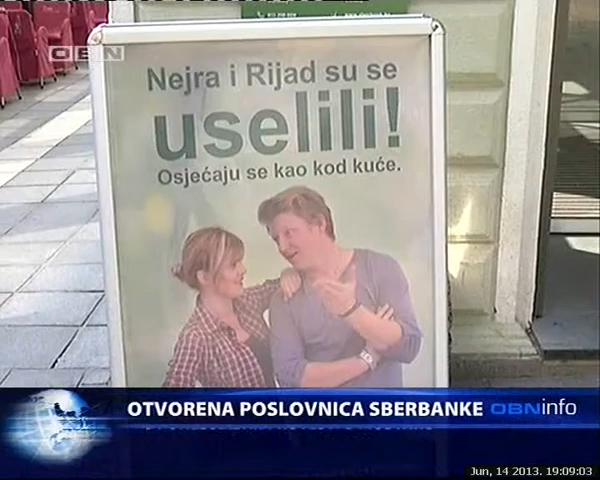 OBN
Nejra i Rijad su se
uselili!
Osjećaju se kao kod kuće.
OTVORENA POSLOVNICA SBERBANKE OBNinfo
Jun, 14 2013. 19:09:03